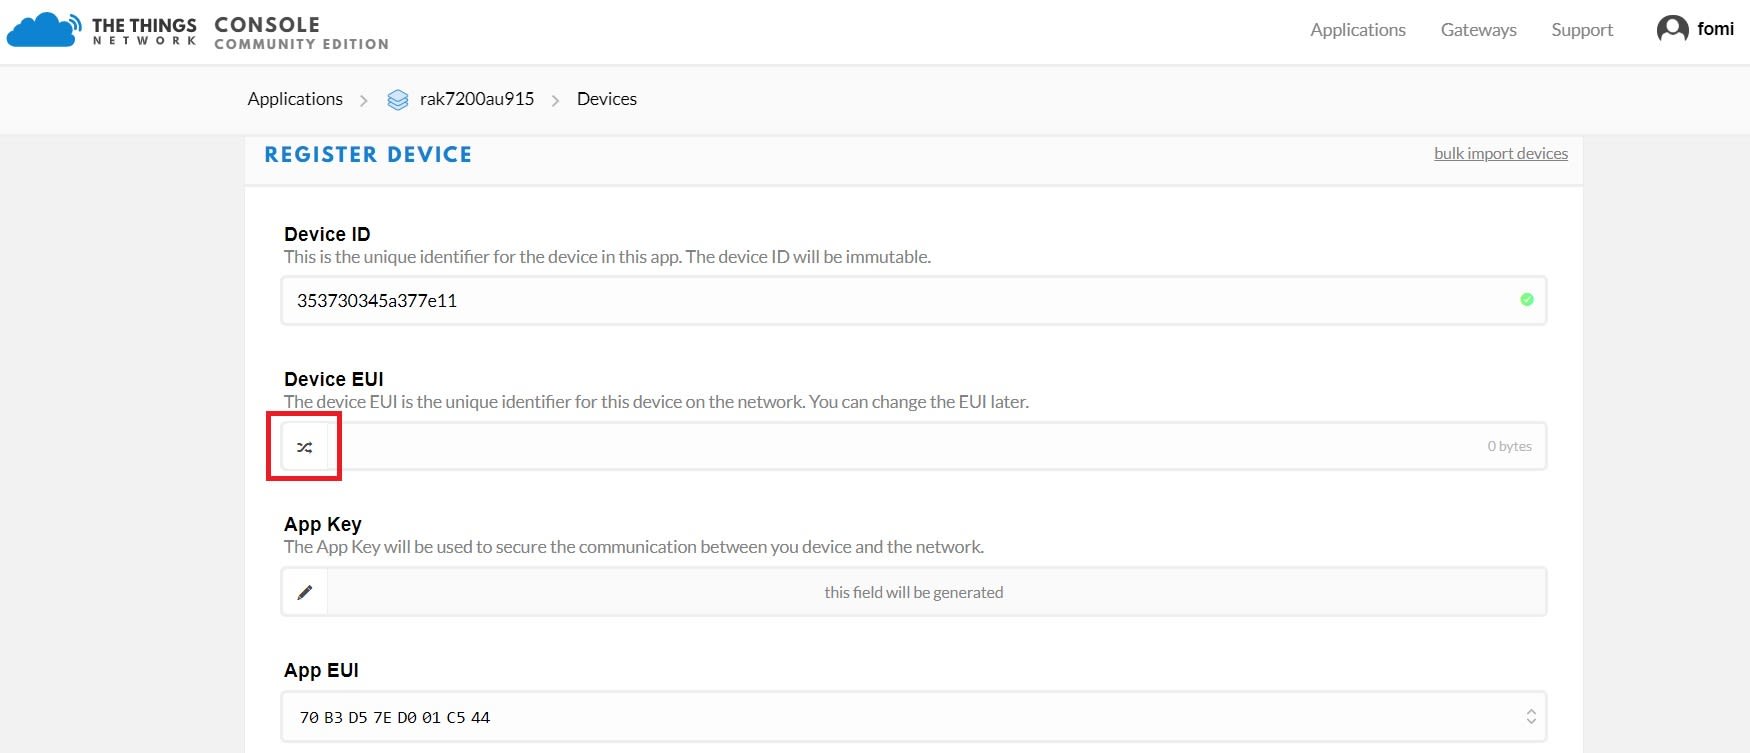 THE THINGS
NETWORK
CONSOLE
COMMUNITY EDITION
Applications Gateways Support fomi
Applications rak7200au915 Devices
REGISTER DEVICE bulk import devices
Device ID
This is the unique identifier for the device in this app. The device ID will be immutable.
353730345a377e11
Device EUI
The device EUI is the unique identifier for this device on the network. You can change the EUI later.
0 bytes
App Key
The App Key will be used to secure the communication between you device and the network.
this field will be generated
App EUI
70 B3 D5 7E D0 01 C5 44